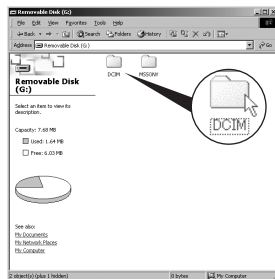 Removable Disk (G:)
File Edit View Favorites Tools Help
Back Search Folders History
Address Removable Disk (G:) Go
Removable Disk (G:)
Select an item to view its description.
Capacity: 7.68 MB
Used: 1.64 MB
Free: 6.03 MB
See also:
My Documents
My Network Places
My Computer
DCIM MSSONY
DCIM
2 object(s) (plus 1 hidden) 0 bytes My Computer